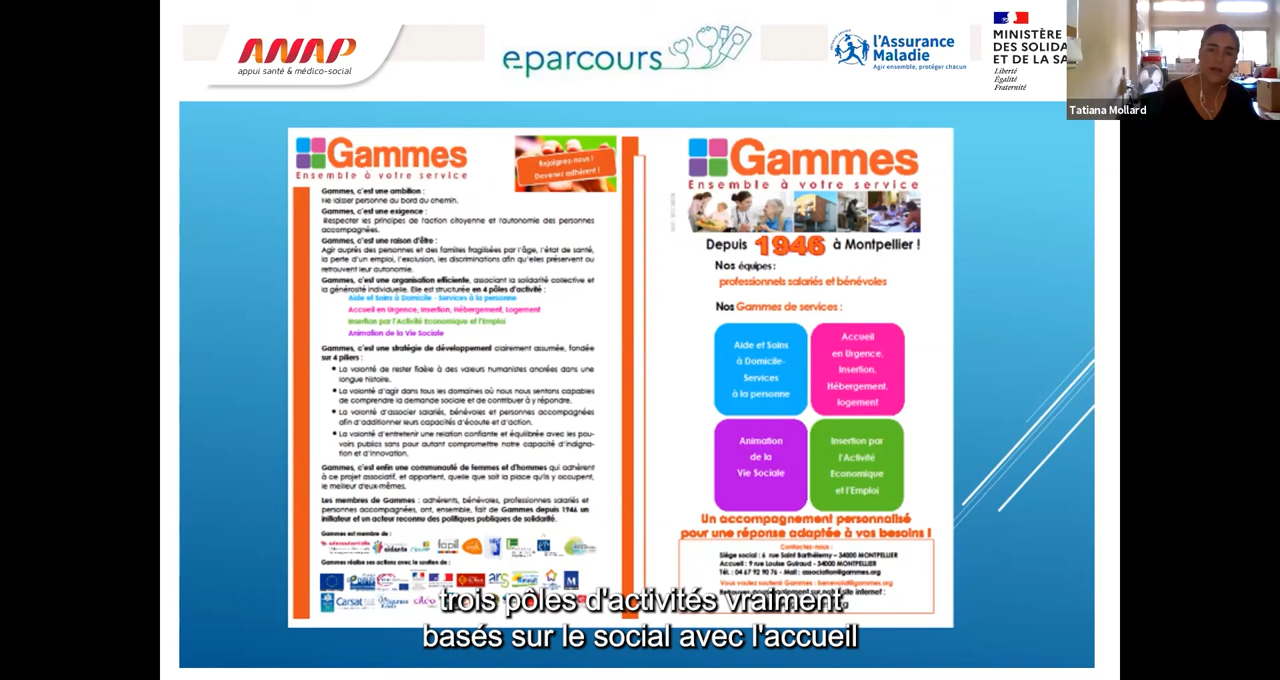 ANAP
appui santé & médico-social
eparcours
l'Assurance
Maladie
Agir ensemble, protéger chacun
MINISTÈRE
DES SOLIDA
ET DE LA SA
Liberté
Égalité
Fraternité
Tatiana Mollard
Gammes
Ensemble à votre service
Rejoignez-nous !
Devenez adhérent !
Gammes, c'est une ambition :
Ne laisser personne au bord du chemin.
Gammes, c'est une exigence :
Respecter les principes de l'action citoyenne et l'autonomie des personnes
accompagnées.
Gammes, c'est une raison d'être :
Agir auprès des personnes et des familles fragilisées par l'âge, l'état de santé,
la perte d'un emploi, l'exclusion, les discriminations afin qu'elles préservent ou
retrouvent leur autonomie.
Gammes, c'est une organisation efficiente, associant la solidarité collective et
la générosité individuelle. Elle est structurée en 4 pôles d'activité :
Aide et Soins à Domicile - Services à la personne
Accueil en Urgence, Insertion, Hébergement, Logement
Insertion par l'Activité Economique et l'Emploi
Animation de la Vie Sociale
Gammes, c'est une stratégie de développement clairement assumée, fondée
sur 4 piliers :
• La volonté de rester fidèle à des valeurs humanistes ancrées dans une
longue histoire.
• La volonté d'agir dans tous les domaines où nous nous sentons capables
de comprendre la demande sociale et de contribuer à y répondre.
• La volonté d'associer salariés, bénévoles et personnes accompagnées
afin d'additionner leurs capacités d'écoute et d'action.
• La volonté d'entretenir une relation confiante et équilibrée avec les pou-
voirs publics sans pour autant compromettre notre capacité d'indigna-
tion et d'innovation.
Gammes, c'est enfin une communauté de femmes et d'hommes qui adhèrent
à ce projet associatif, et apportent, quelle que soit la place qu'ils y occupent,
le meilleur d'eux-mêmes.
Les membres de Gammes : adhérents, bénévoles, professionnels salariés et
personnes accompagnées, ont, ensemble, fait de Gammes depuis 1946 un
initiateur et un acteur reconnu des politiques publiques de solidarité.
Gammes est membre de :
aidante
fapil
Gammes réalise ses actions avec le soutien de :
ars
Carsat
Gammes
Ensemble à votre service
Depuis 1946 à Montpellier !
Nos équipes :
professionnels salariés et bénévoles
Nos Gammes de services :
Aide et Soins
à Domicile-
Services
à la personne
Accueil
en Urgence,
Insertion,
Hébergement,
logement
Animation
de la
Vie Sociale
Insertion par
l'Activité
Economique
et l'Emploi
Un accompagnement personnalisé
pour une réponse adaptée à vos besoins !
Contactez-nous :
Siège social : 6 rue Saint Barthélemy – 34000 MONTPELLIER
Accueil : 9 rue Louise Guiraud - 34000 MONTPELLIER
Tél. : 04 67 92 90 76 - Mail : association@gammes.org
Vous voulez soutenir Gammes : benevolat@gammes.org
site internet :
trois pôles d'activités vraiment
basés sur le social avec l'accueil